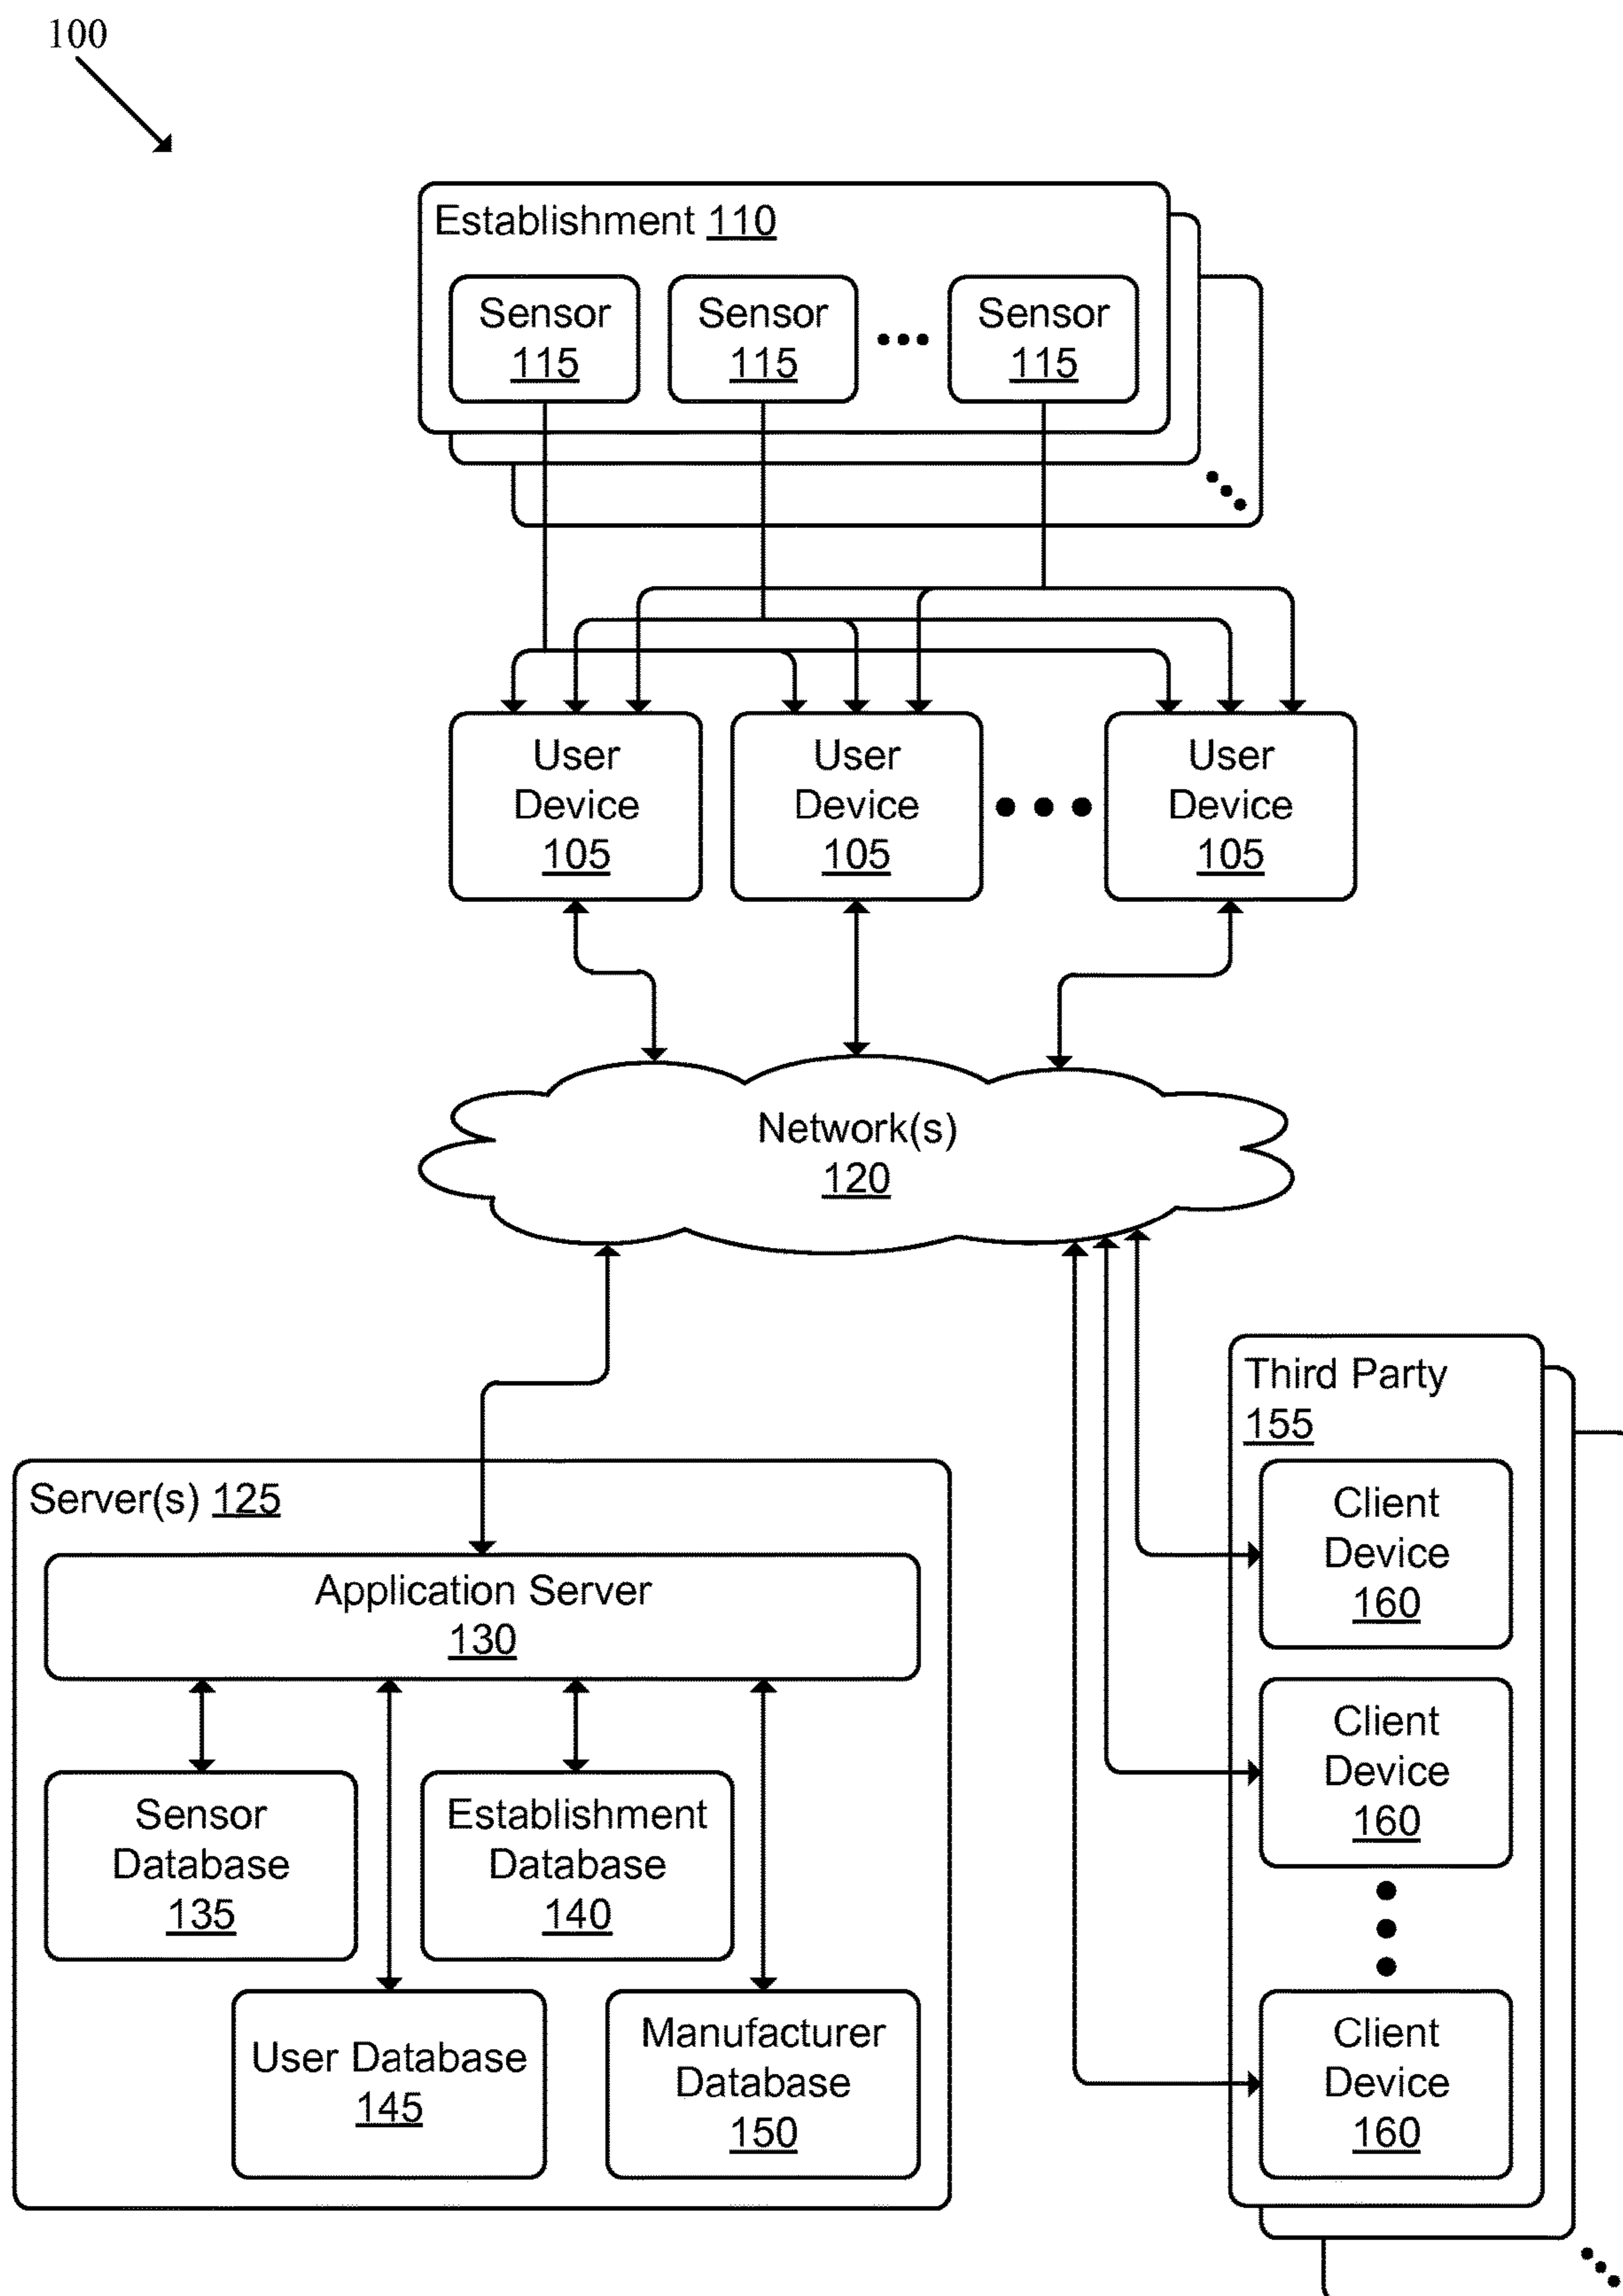 100
Establishment 110
Sensor
115
Sensor
115
Sensor
115
User
Device
105
User
Device
105
User
Device
105
Network(s)
120
Third Party
155
Client
Device
160
Client
Device
160
Client
Device
160
Server(s) 125
Application Server
130
Sensor
Database
135
Establishment
Database
140
User Database
145
Manufacturer
Database
150